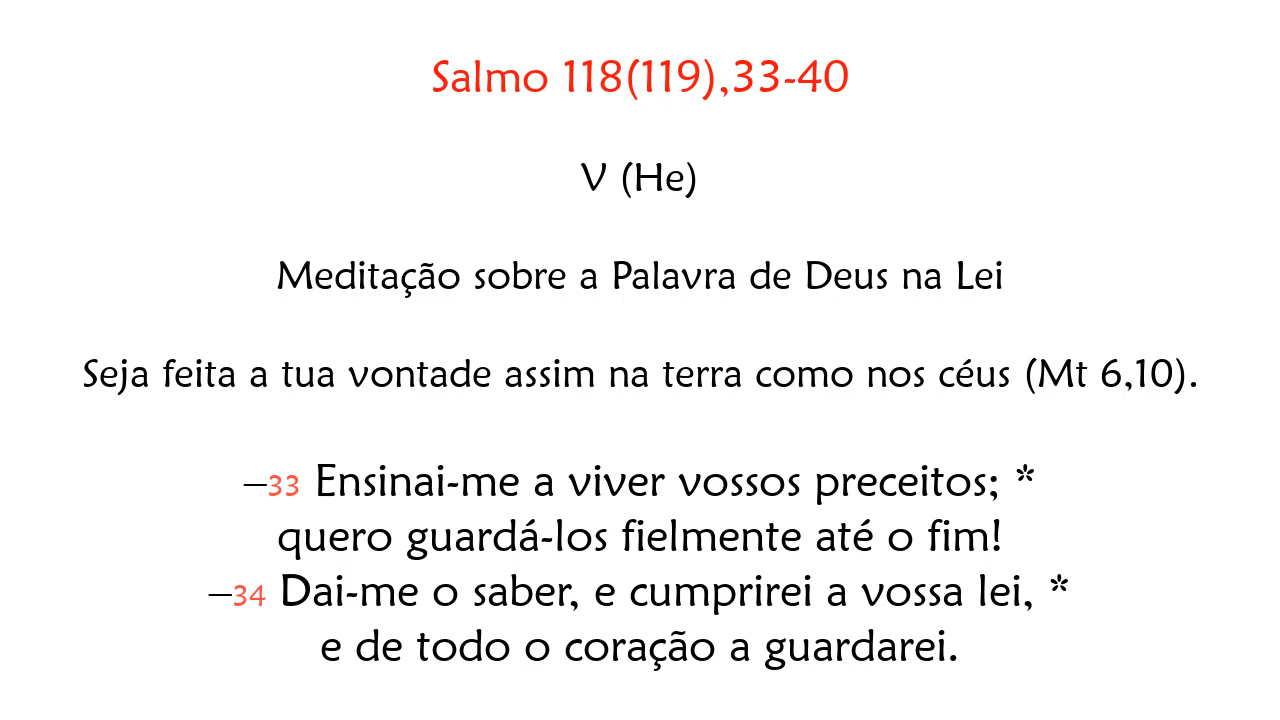 Salmo 118(119),33-40
V (He)
Meditação sobre a Palavra de Deus na Lei
Seja feita a tua vontade assim na terra como nos céus (Mt 6,10).
–33 Ensinai-me a viver vossos preceitos; *
quero guardá-los fielmente até o fim!
–34 Dai-me o saber, e cumprirei a vossa lei, *
e de todo o coração a guardarei.